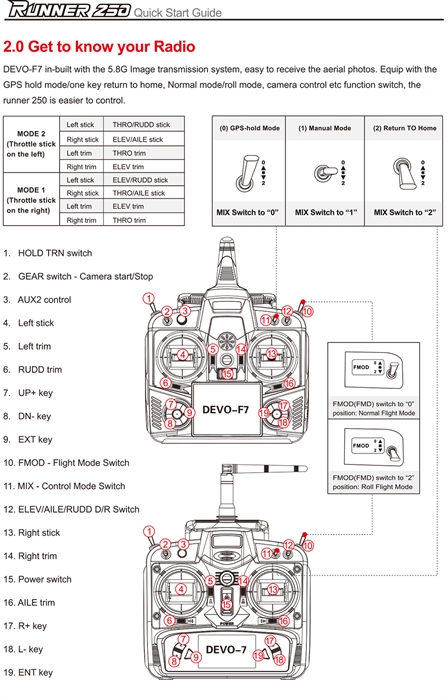 RUNNER 250 Quick Start Guide
2.0 Get to know your Radio
DEVO-F7 in-built with the 5.8G Image transmission system, easy to receive the aerial photos. Equip with the
GPS hold mode/one key return to home, Normal mode/roll mode, camera control etc function switch, the
runner 250 is easier to control.
MODE 2
(Throttle stick
on the left)
Left stick THRO/RUDD stick
Right stick ELEV/AILE stick
Left trim THRO trim
Right trim ELEV trim
MODE 1
(Throttle stick
on the right)
Left stick ELEV/RUDD stick
Right stick THRO/AILE stick
Left trim ELEV trim
Right trim THRO trim
(0) GPS-hold Mode
(1) Manual Mode
(2) Return TO Home
0
2
0
2
0
2
MIX Switch to “0”
MIX Switch to “1”
MIX Switch to “2”
1. HOLD TRN switch
2. GEAR switch - Camera start/Stop
3. AUX2 control
4. Left stick
5. Left trim
6. RUDD trim
7. UP+ key
8. DN- key
9. EXT key
10. FMOD - Flight Mode Switch
11. MIX - Control Mode Switch
12. ELEV/AILE/RUDD D/R Switch
13. Right stick
14. Right trim
15. Power switch
16. AILE trim
17. R+ key
18. L- key
19. ENT key
1
2
3
11
12
10
4
5
14
13
15
6
16
7
8
9
DEVO-F7
19
17
18
FMOD 0
2
FMOD(FMD) switch to “0”
position: Normal Flight Mode
FMOD 0
2
FMOD(FMD) switch to “2”
position: Roll Flight Mode
1
2
3
11
12
10
4
5
14
13
15
6
16
POWER
7
8
9
DEVO-7
19
17
18